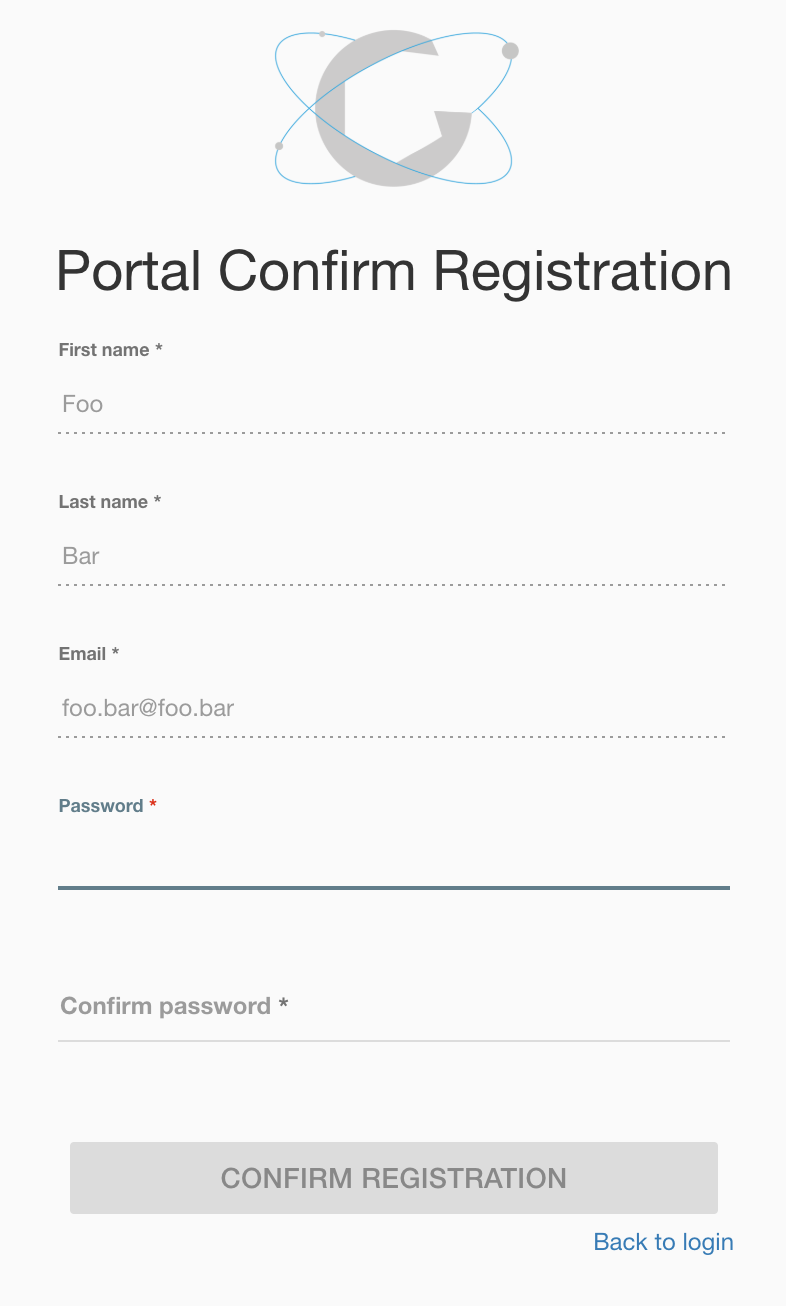 Portal Confirm Registration
First name *
Foo
Last name *
Bar
Email *
foo.bar@foo.bar
Password *
Confirm password *
CONFIRM REGISTRATION
Back to login